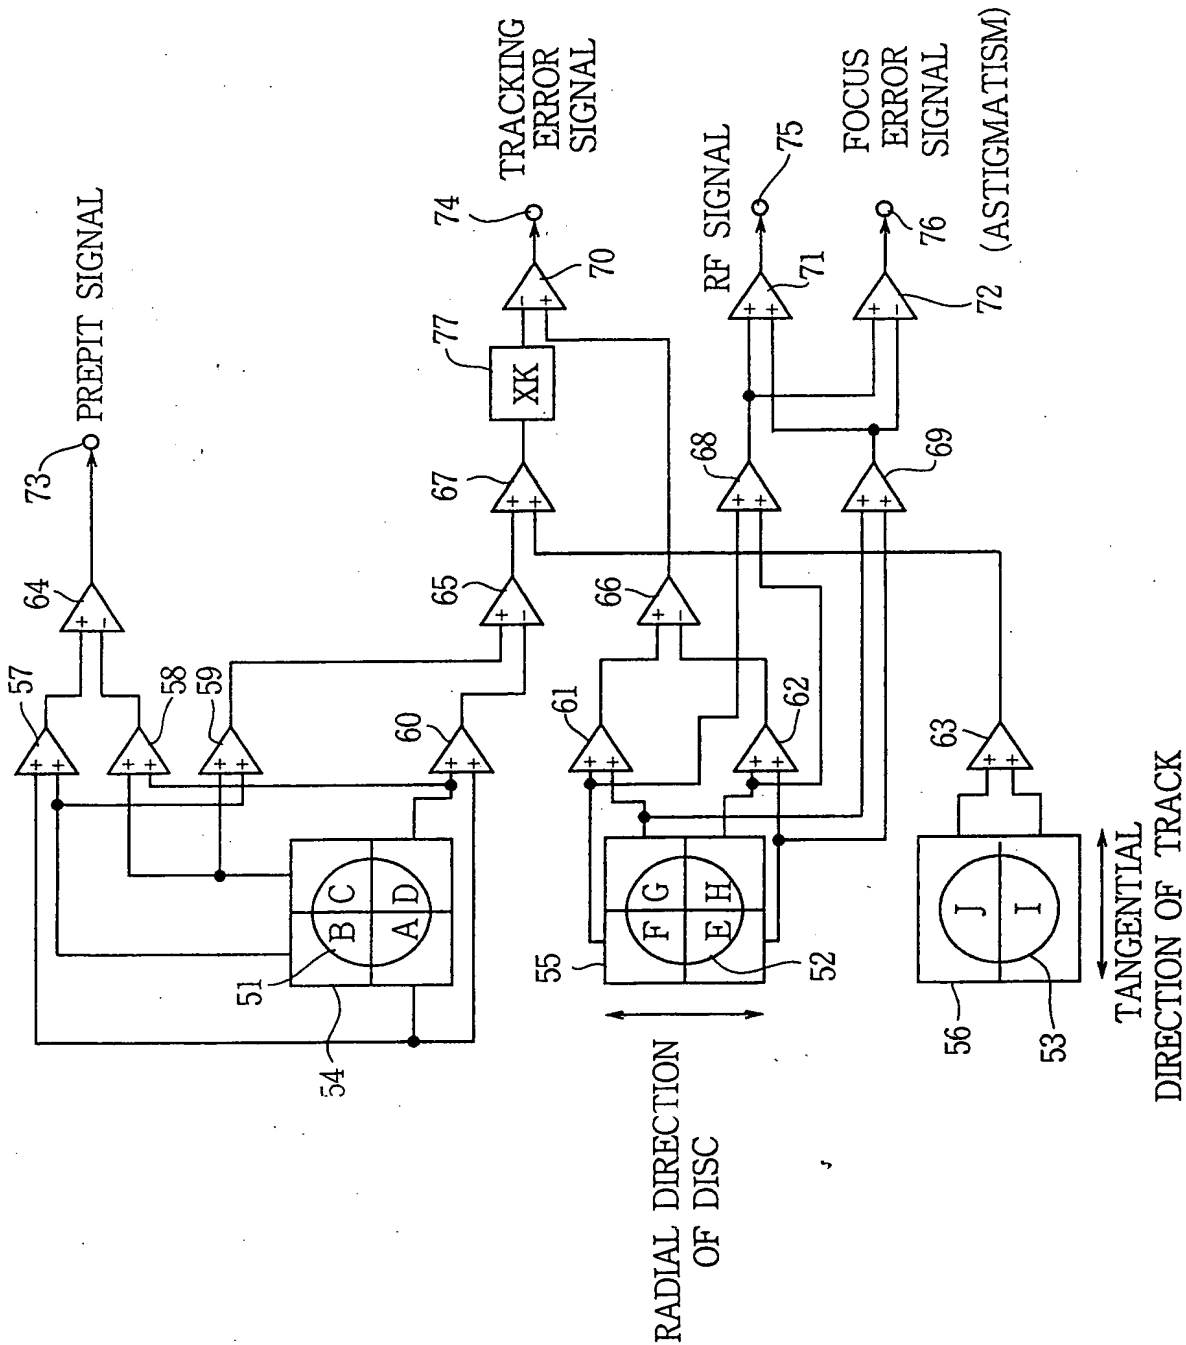 PREPIT SIGNAL
73
TRACKING
ERROR
SIGNAL
74
70
77
XK
RF SIGNAL
75
71
FOCUS
ERROR
SIGNAL
(ASTIGMATISM)
76
72
64
+
-
67
+
+
-
+
68
+
+
69
+
+
+
+
+
-
65
+
-
66
+
-
57
+
+
58
+
+
59
+
+
60
+
+
61
+
+
62
+
+
63
+
+
51
B
C
A
D
54
55
F
G
E
H
52
56
J
I
53
RADIAL DIRECTION
OF DISC
TANGENTIAL
DIRECTION OF TRACK